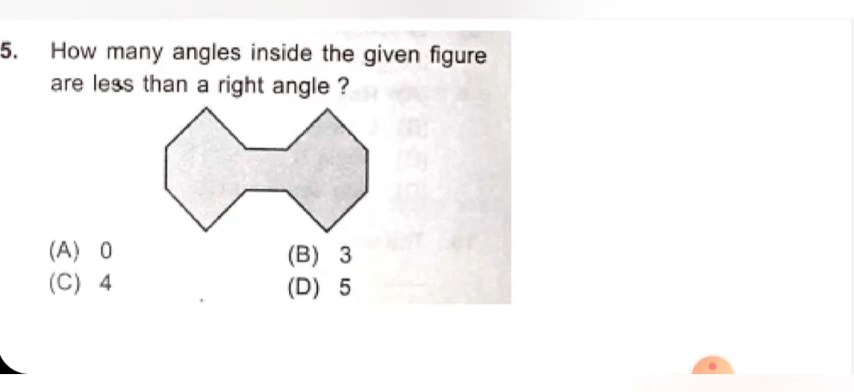 5. How many angles inside the given figure
are less than a right angle ?
(A) 0 (B) 3
(C) 4 (D) 5